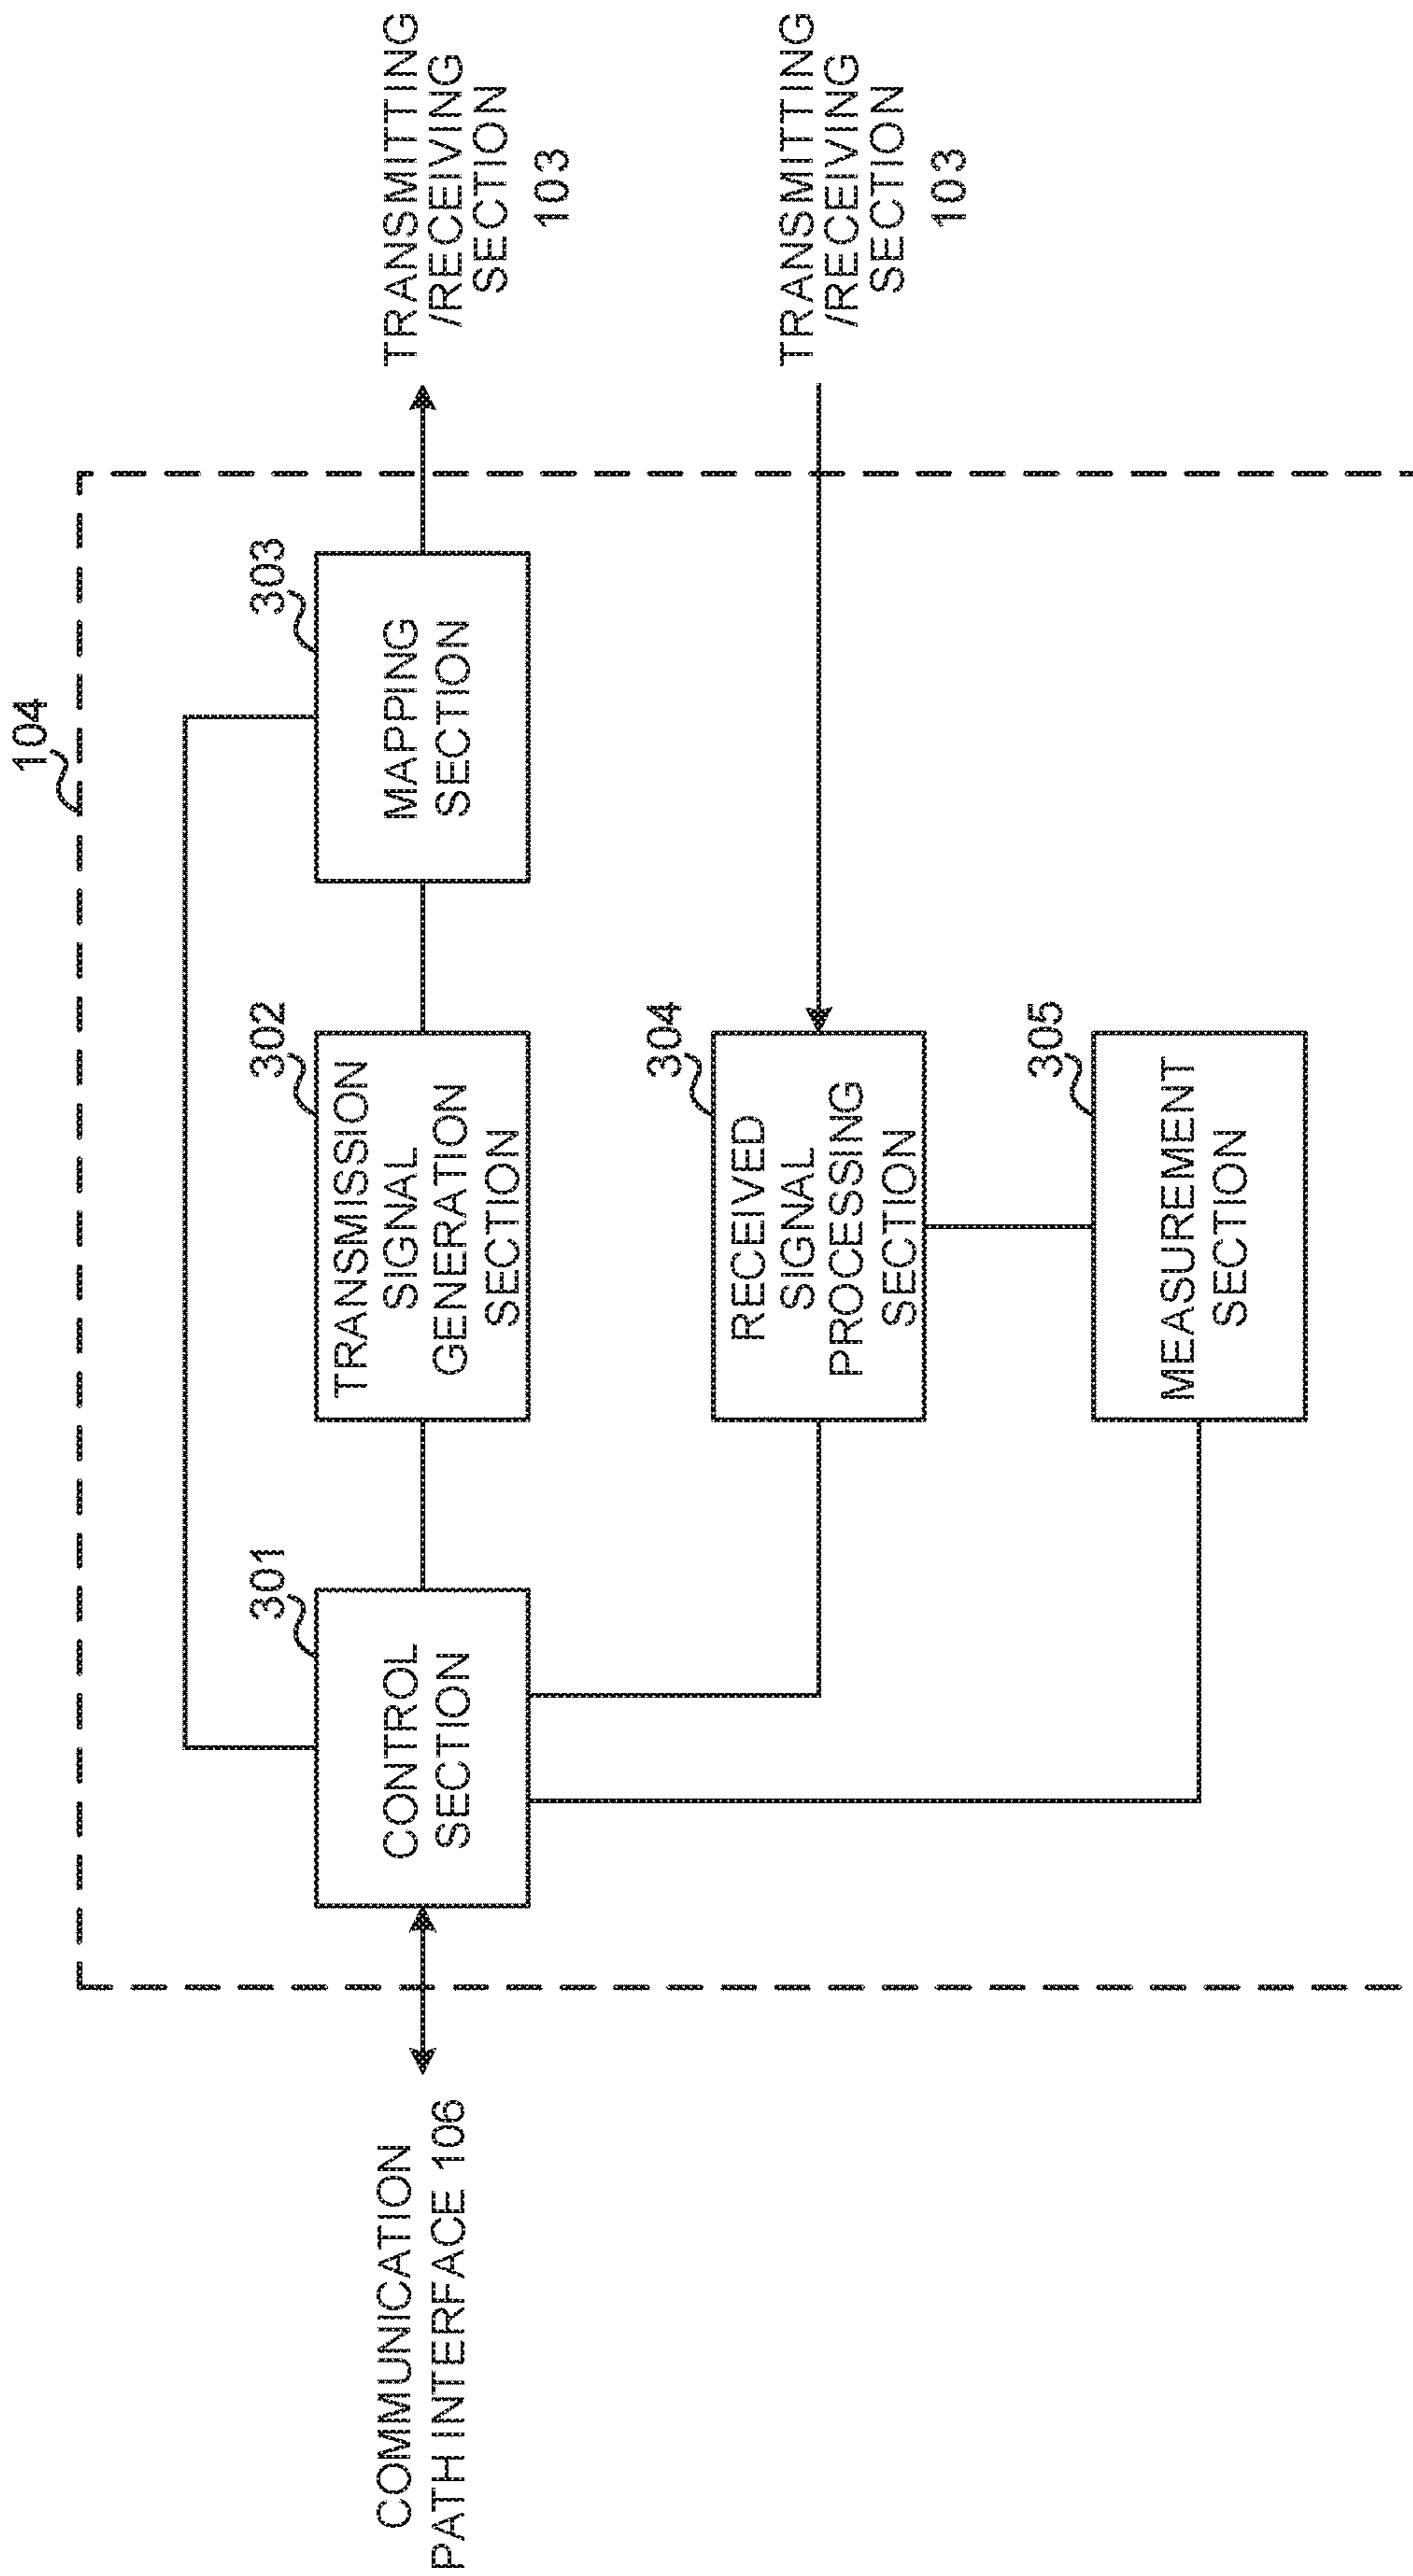 104
COMMUNICATION
PATH INTERFACE 106
301
CONTROL
SECTION
302
TRANSMISSION
SIGNAL
GENERATION
SECTION
303
MAPPING
SECTION
TRANSMITTING
/RECEIVING
SECTION
103
304
RECEIVED
SIGNAL
PROCESSING
SECTION
TRANSMITTING
/RECEIVING
SECTION
103
305
MEASUREMENT
SECTION